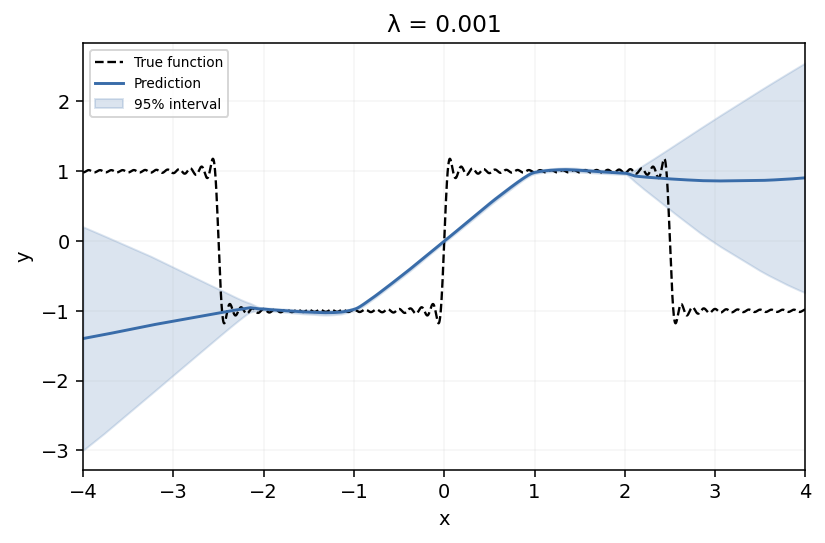 λ = 0.001
True function
Prediction
95% interval
y
2
1
0
−1
−2
−3
−4 −3 −2 −1 0 1 2 3 4
x